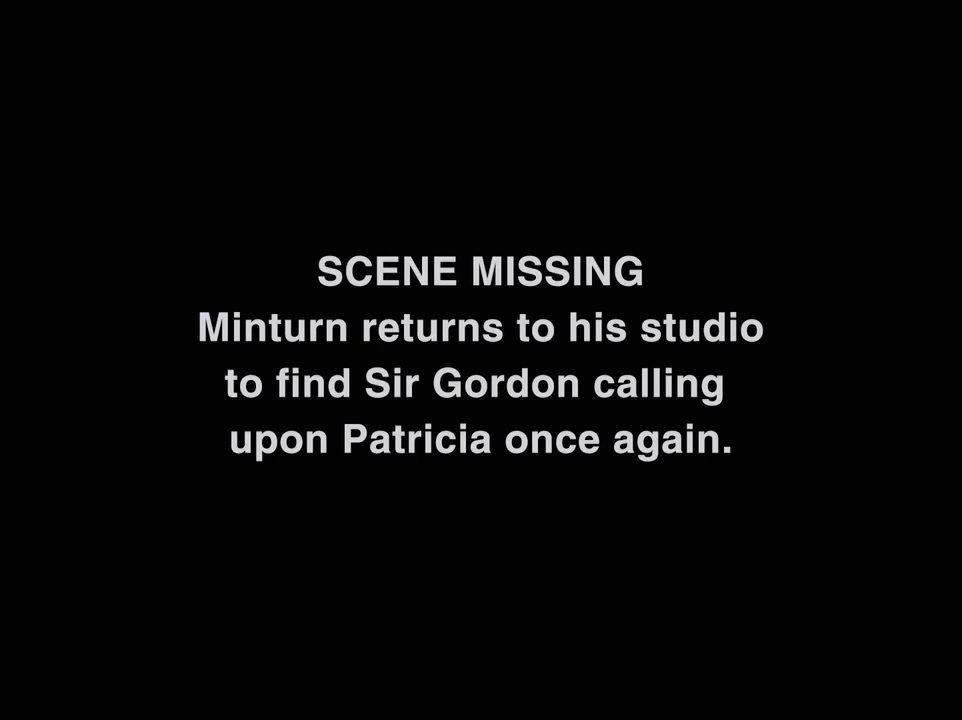 SCENE MISSING
Minturn returns to his studio
to find Sir Gordon calling
upon Patricia once again.